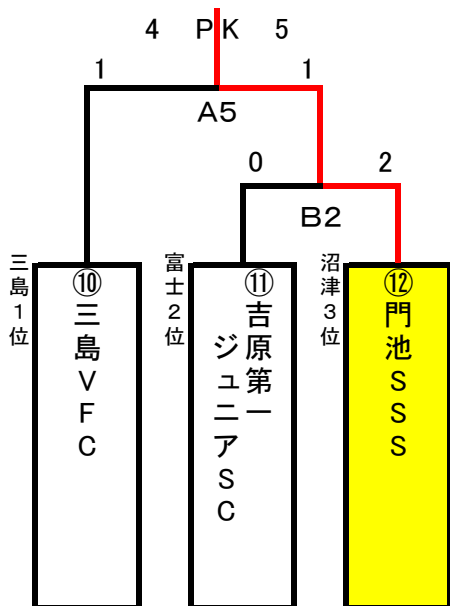 4 PK 5
1 1
A5
0 2
B2
三島1位
⑩三島VFC
富士2位
⑪吉原第一
ジュニアSC
沼津3位
⑫門池SSS